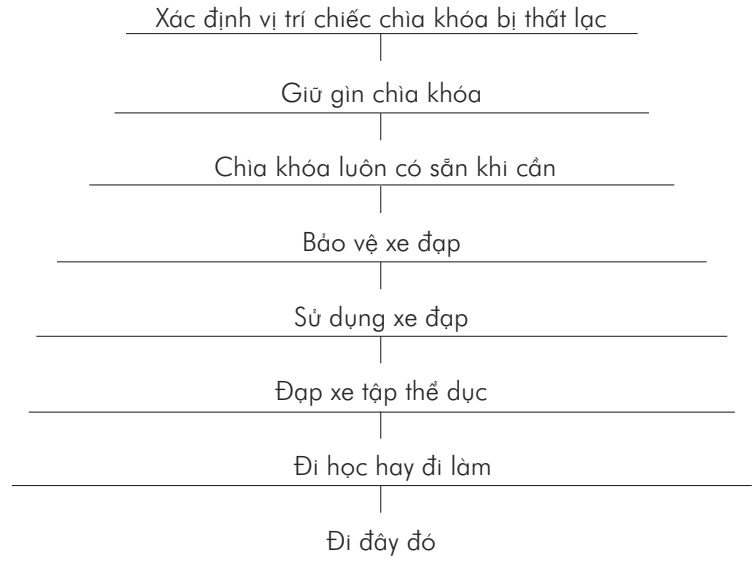 Xác định vị trí chiếc chìa khóa bị thất lạc
Giữ gìn chìa khóa
Chìa khóa luôn có sẵn khi cần
Bảo vệ xe đạp
Sử dụng xe đạp
Đạp xe tập thể dục
Đi học hay đi làm
Đi đây đó